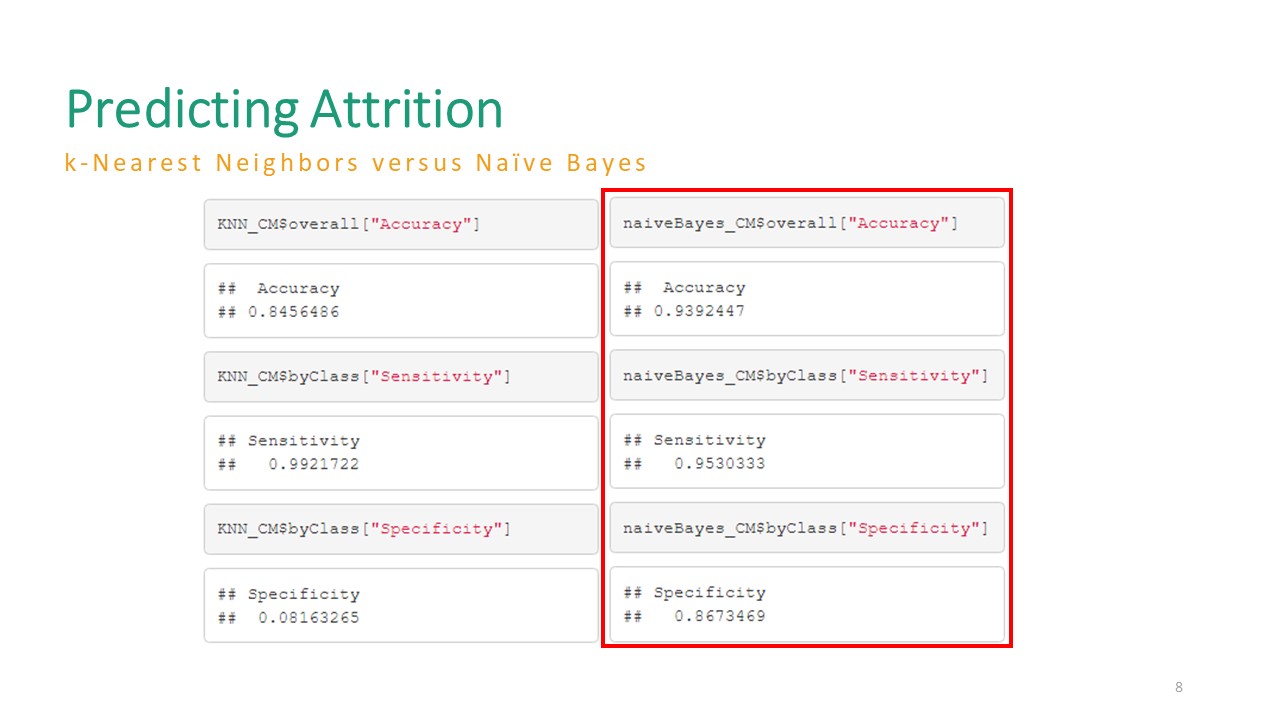 Predicting Attrition
k-Nearest Neighbors versus Naïve Bayes
KNN_CM$overall["Accuracy"]
##  Accuracy
## 0.8456486
KNN_CM$byClass["Sensitivity"]
## Sensitivity
##   0.9921722
KNN_CM$byClass["Specificity"]
## Specificity
##  0.08163265
naiveBayes_CM$overall["Accuracy"]
##  Accuracy
## 0.9392447
naiveBayes_CM$byClass["Sensitivity"]
## Sensitivity
##   0.9530333
naiveBayes_CM$byClass["Specificity"]
## Specificity
##   0.8673469
8